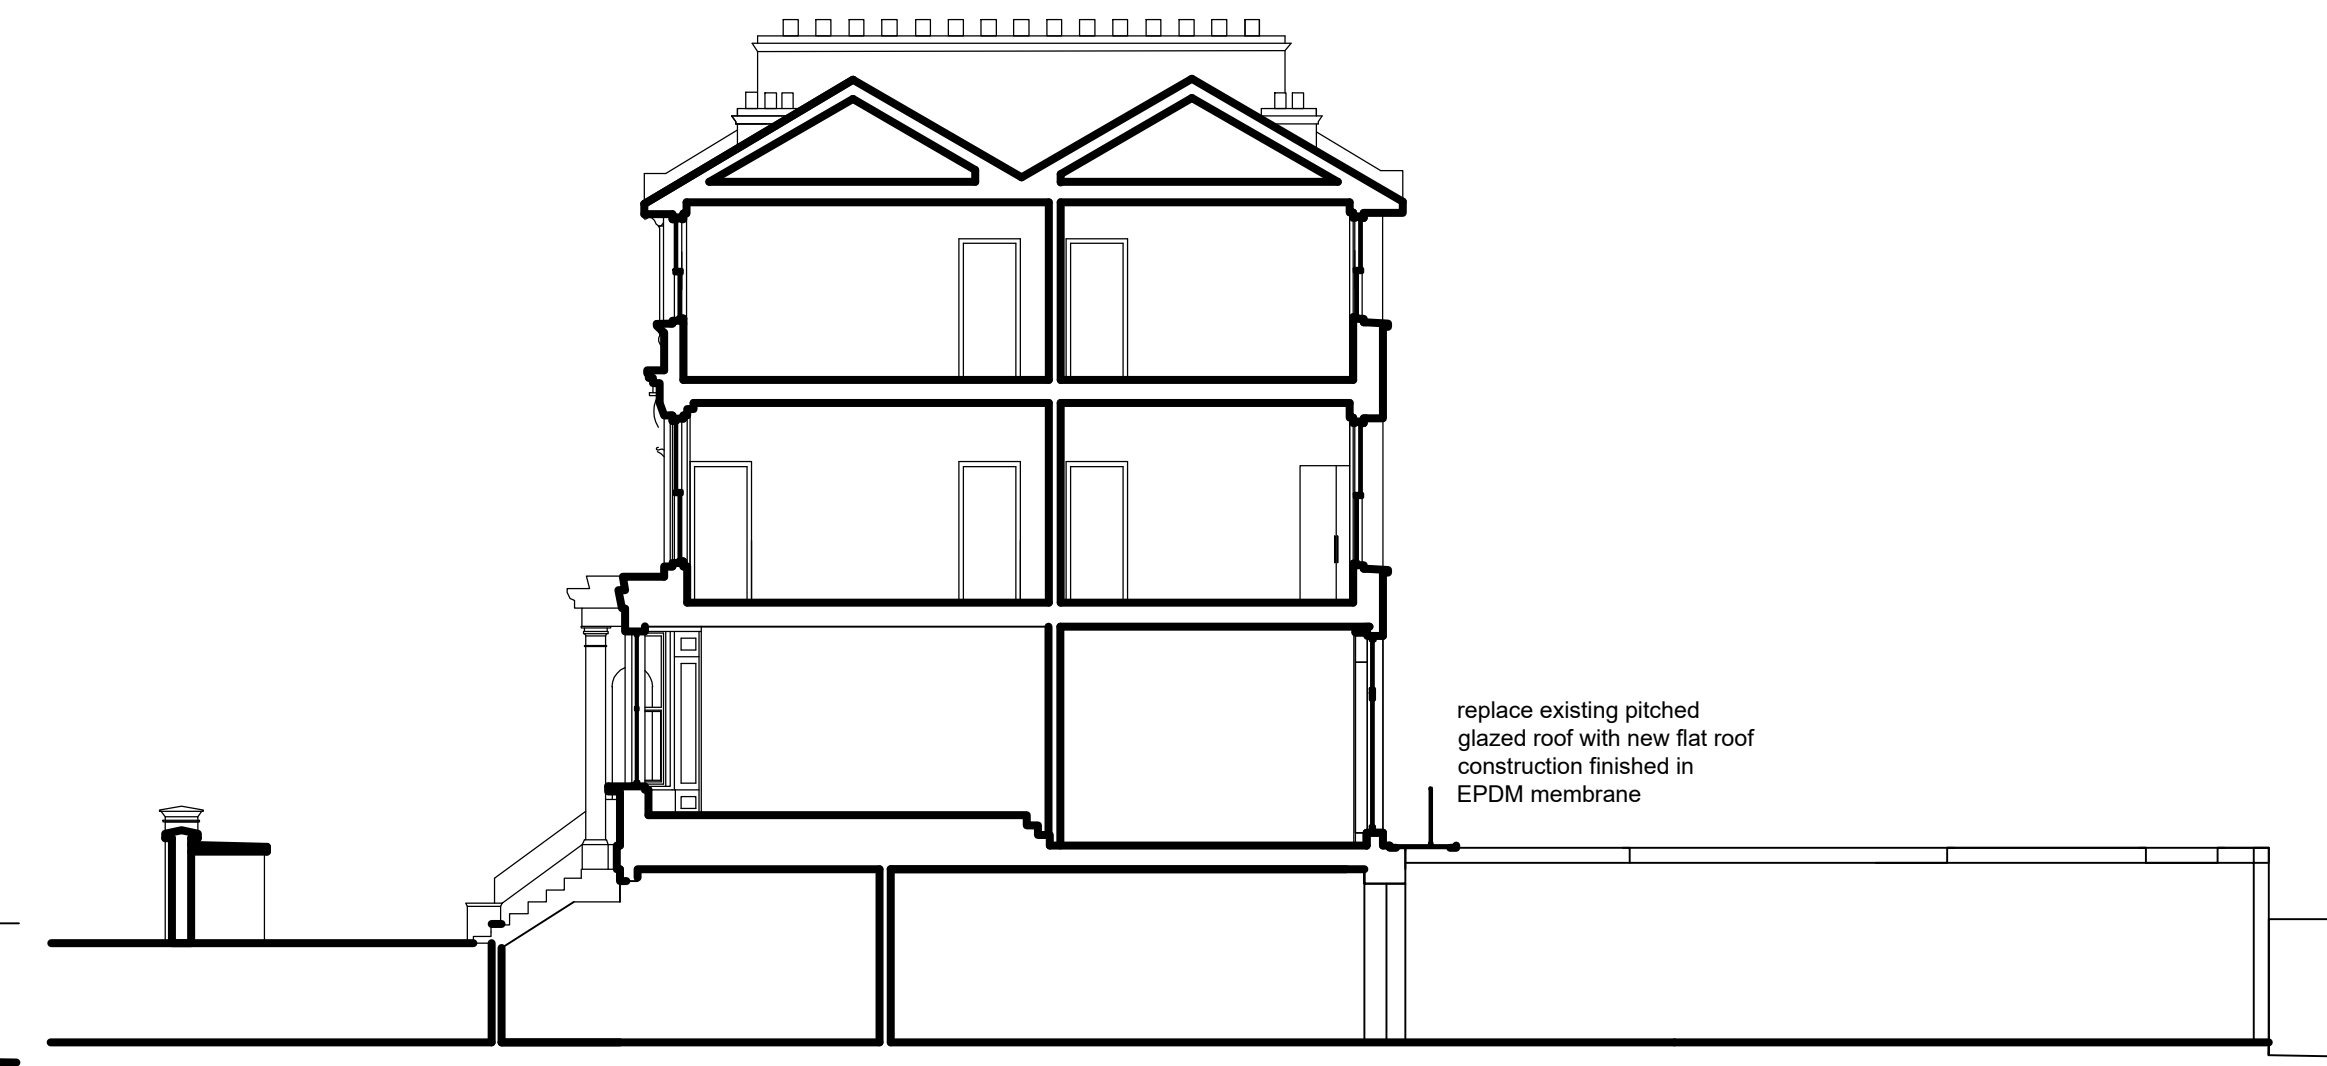 replace existing pitched
glazed roof with new flat roof
construction finished in
EPDM membrane